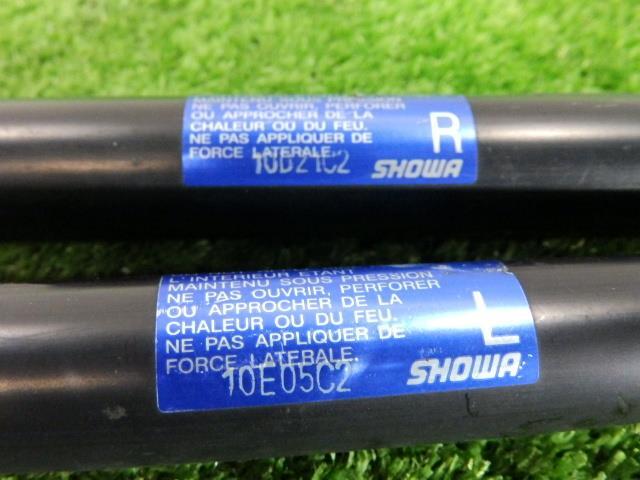 MAINTENU SOUS PRESSION
NE PAS OUVRIR, PERFORER
OU APPROCHER DE LA
CHALEUR OU DU FEU.
NE PAS APPLIQUER DE
FORCE LATERALE.
R
SHOWA
L'INTERIEUR ETANT
MAINTENU SOUS PRESSION
NE PAS OUVRIR, PERFORER
OU APPROCHER DE LA
CHALEUR OU DU FEU.
NE PAS APPLIQUER DE
FORCE LATERALE.
10E05C2
L
SHOWA